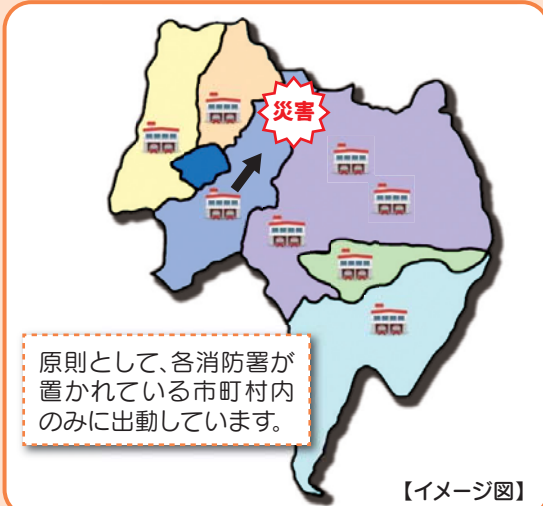 災害
原則として、各消防署が
置かれている市町村内
のみに出動しています。
【イメージ図】